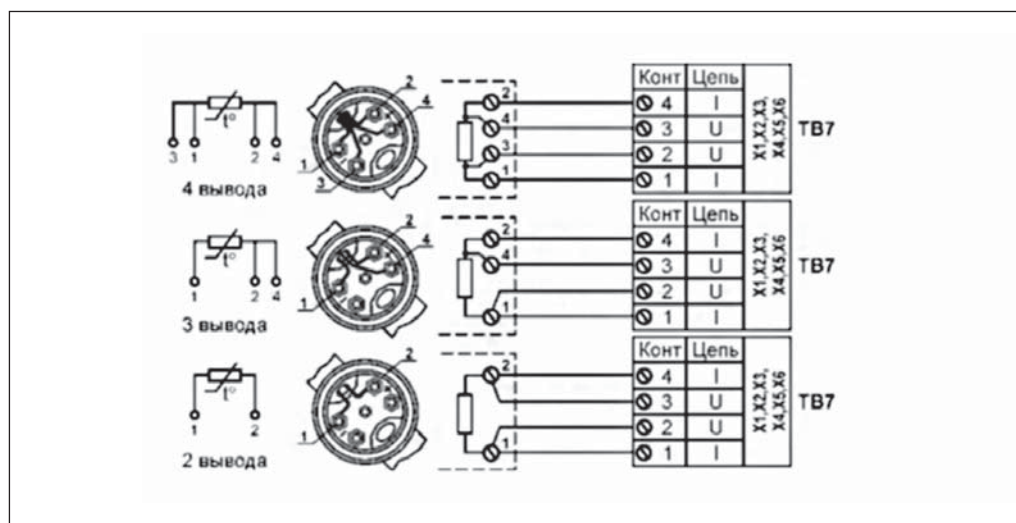 2
4
1
3
t°
3 1 2 4
4 вывода
2
4
3
1
Конт Цепь
4 I
3 U
2 U
1 I
X1,X2,X3,
X4,X5,X6
ТВ7
2
4
1
t°
1 2 4
3 вывода
2
4
1
Конт Цепь
4 I
3 U
2 U
1 I
X1,X2,X3,
X4,X5,X6
ТВ7
2
1
t°
1 2
2 вывода
2
1
Конт Цепь
4 I
3 U
2 U
1 I
X1,X2,X3,
X4,X5,X6
ТВ7